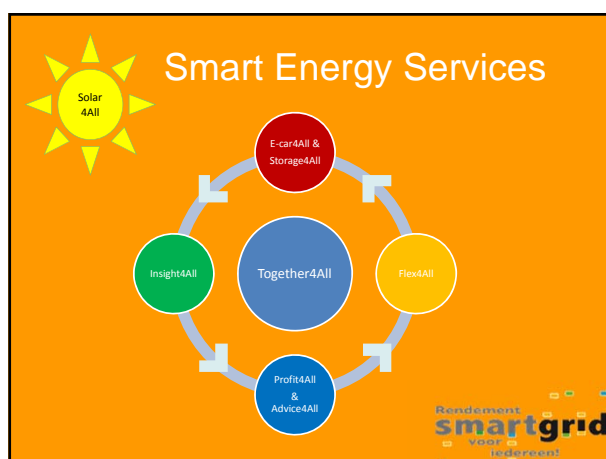 Smart Energy Services
Solar
4All
E-car4All &
Storage4All
Insight4All
Together4All
Flex4All
Profit4All
&
Advice4All
Rendement
smartgrid
voor
iedereen!